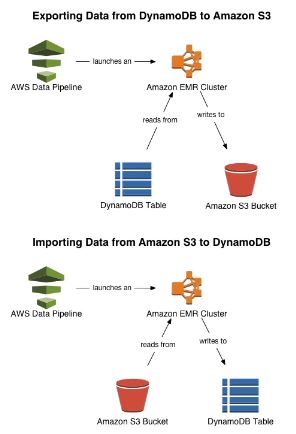 Exporting Data from DynamoDB to Amazon S3
launches an
AWS Data Pipeline
Amazon EMR Cluster
reads from
writes to
DynamoDB Table
Amazon S3 Bucket
Importing Data from Amazon S3 to DynamoDB
launches an
AWS Data Pipeline
Amazon EMR Cluster
reads from
writes to
Amazon S3 Bucket
DynamoDB Table